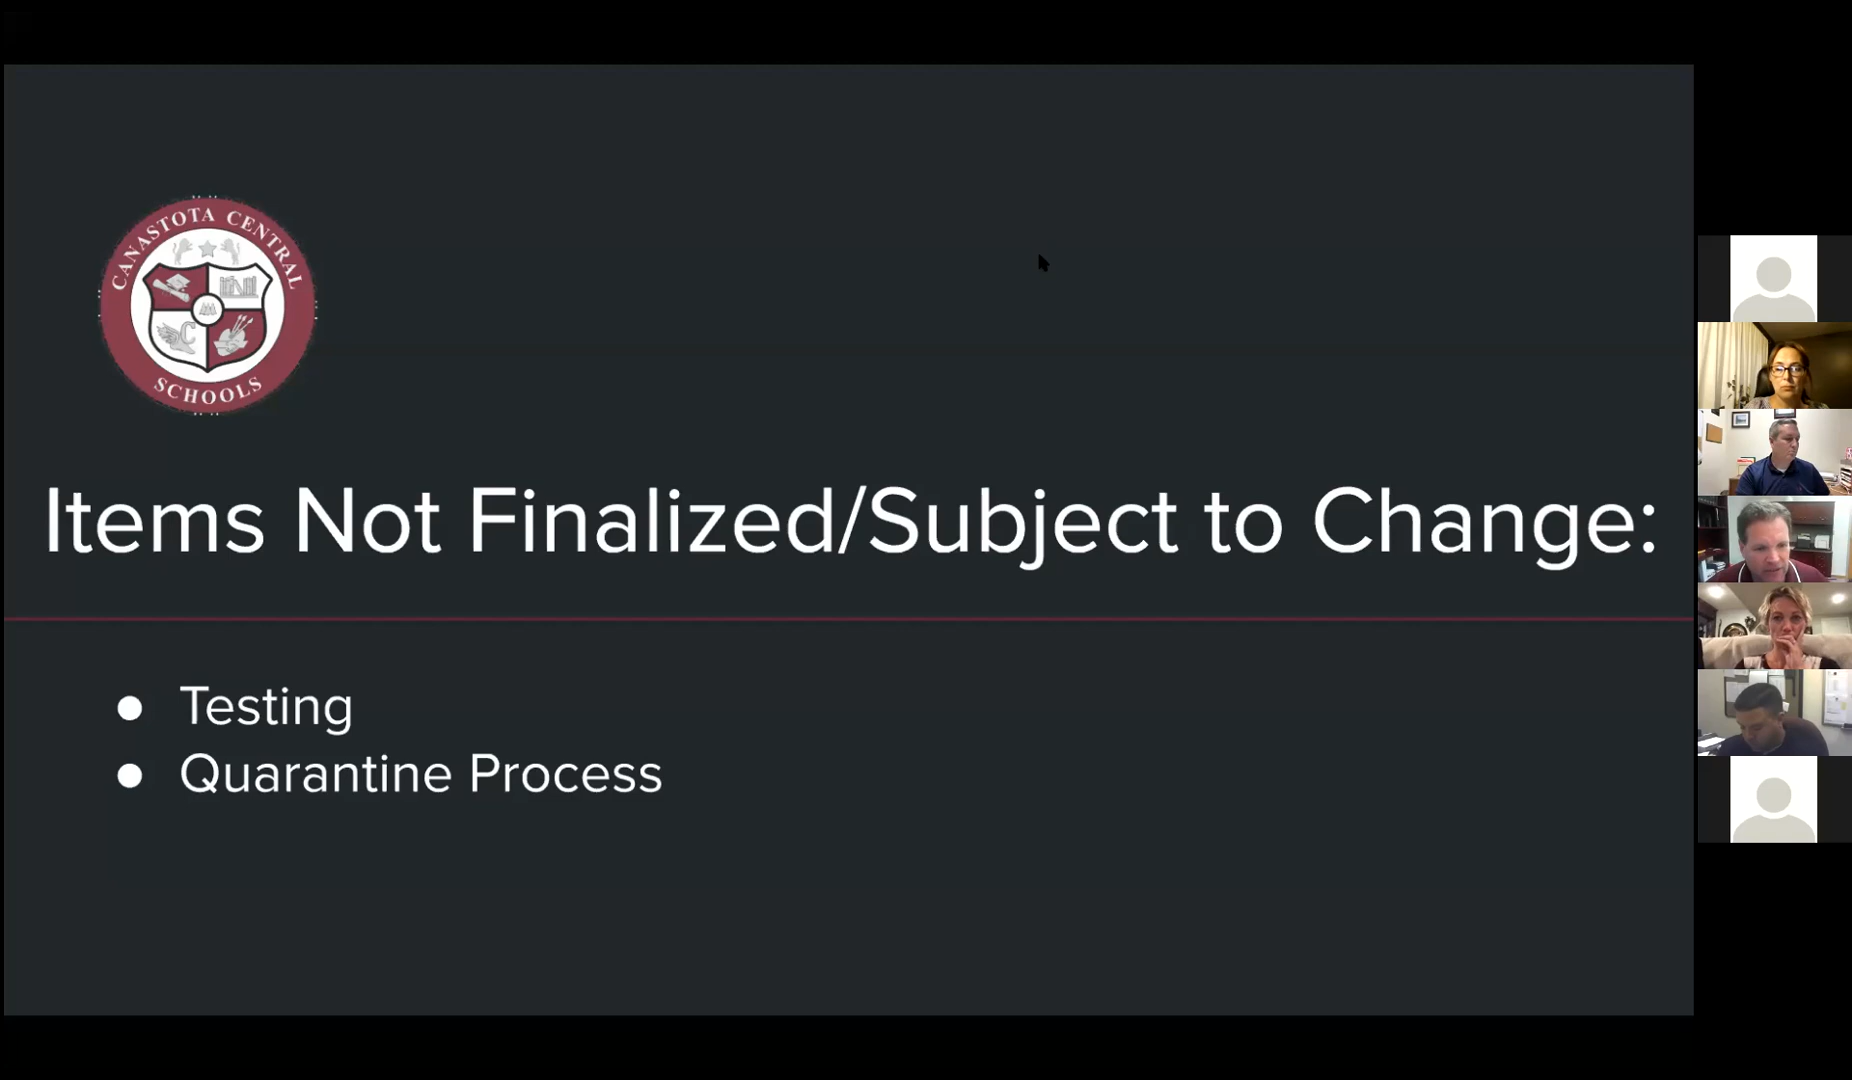 CANASTOTA CENTRAL
C
SCHOOLS
Items Not Finalized/Subject to Change:
● Testing
● Quarantine Process